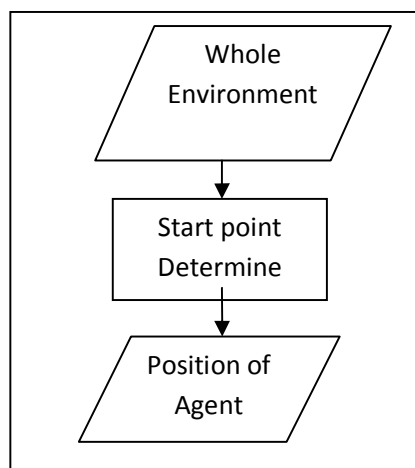 Whole
Environment
Start point
Determine
Position of
Agent